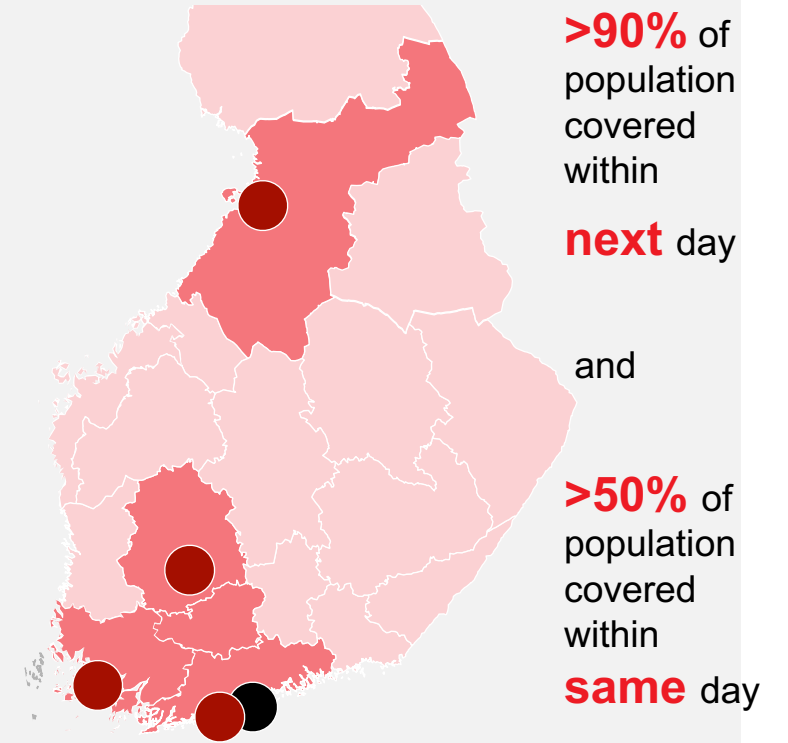 >90% of
population
covered
within
next day
and
>50% of
population
covered
within
same day